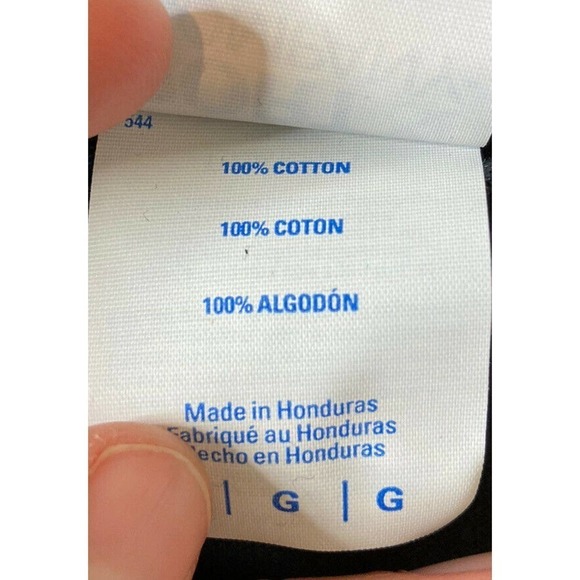 544
100% COTTON
100% COTON
100% ALGODÓN
Made in Honduras
Fabriqué au Honduras
Hecho en Honduras
| G | G